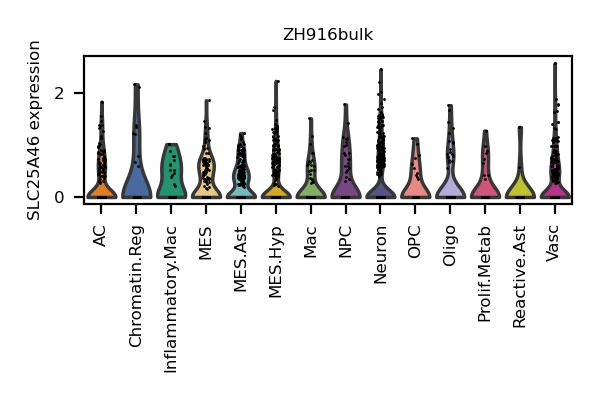 ZH916bulk
SLC25A46 expression
2
0
AC
Chromatin.Reg
Inflammatory.Mac
MES
MES.Ast
MES.Hyp
Mac
NPC
Neuron
OPC
Oligo
Prolif.Metab
Reactive.Ast
Vasc